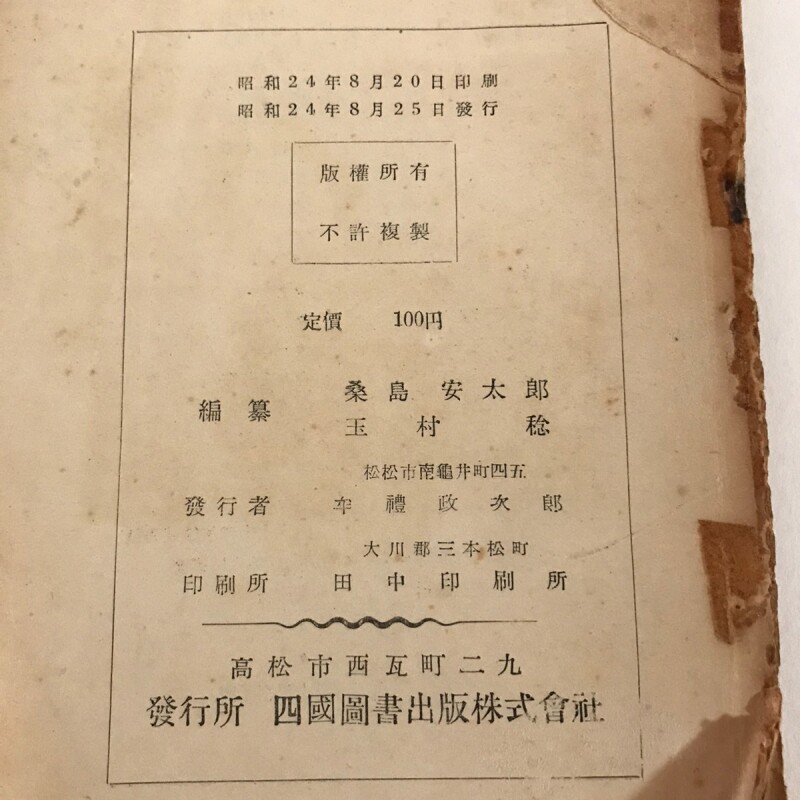 昭和24年8月20日印刷
昭和24年8月25日發行
版權所有
不許複製
定價 100円
編纂
桑島 安太郎
玉村 稔
松松市南龜井町四五
發行者 牟禮政次郎
大川郡三本松町
印刷所 田中印刷所
高松市西瓦町二九
發行所 四國圖書出版株式會社